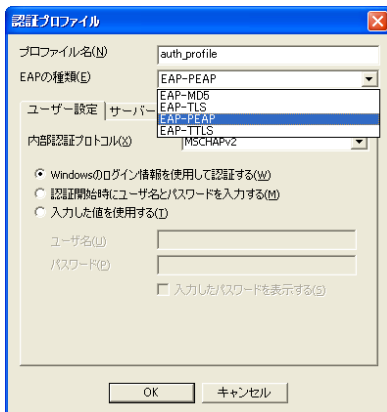 認証プロファイル
プロファイル名(N)
auth_profile
EAPの種類(E)
EAP-PEAP
EAP-MD5
EAP-TLS
EAP-PEAP
EAP-TTLS
ユーザー設定
サーバー
内部認証プロトコル(X)
MSCHAPv2
Windowsのログイン情報を使用して認証する(W)
認証開始時にユーザ名とパスワードを入力する(M)
入力した値を使用する(T)
ユーザ名(U)
パスワード(P)
入力したパスワードを表示する(S)
OK
キャンセル